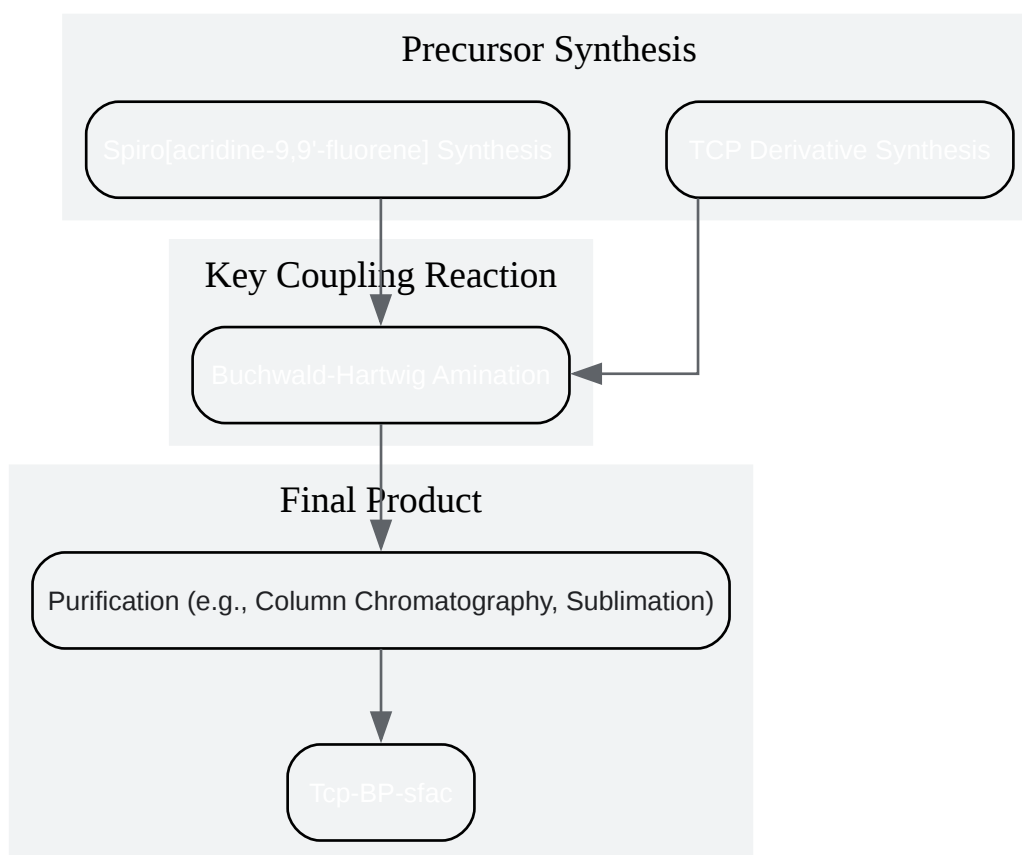 Precursor Synthesis
Spiro[acridine-9,9'-fluorene] Synthesis
TCP Derivative Synthesis
Key Coupling Reaction
Buchwald-Hartwig Amination
Final Product
Purification (e.g., Column Chromatography, Sublimation)
Tcp-BP-sfac